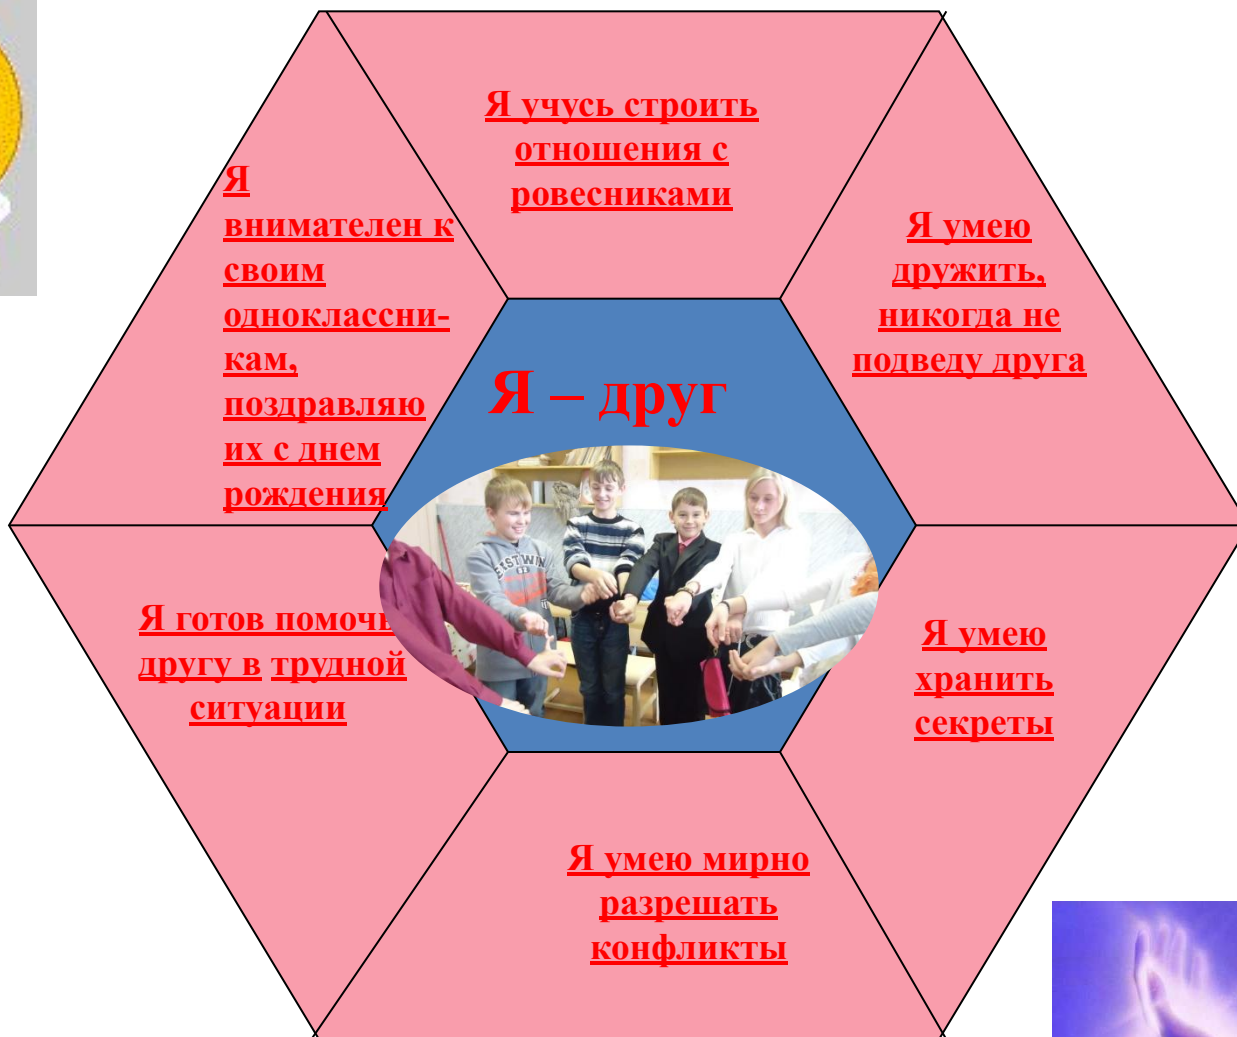 Я учусь строить
отношения с
ровесниками
Я
внимателен к
своим
одноклассни-
кам,
поздравляю
их с днем
рождения
Я умею
дружить,
никогда не
подведу друга
Я – друг
EISTWIN
Я готов помочь
другу в трудной
ситуации
Я умею
хранить
секреты
Я умею мирно
разрешать
конфликты